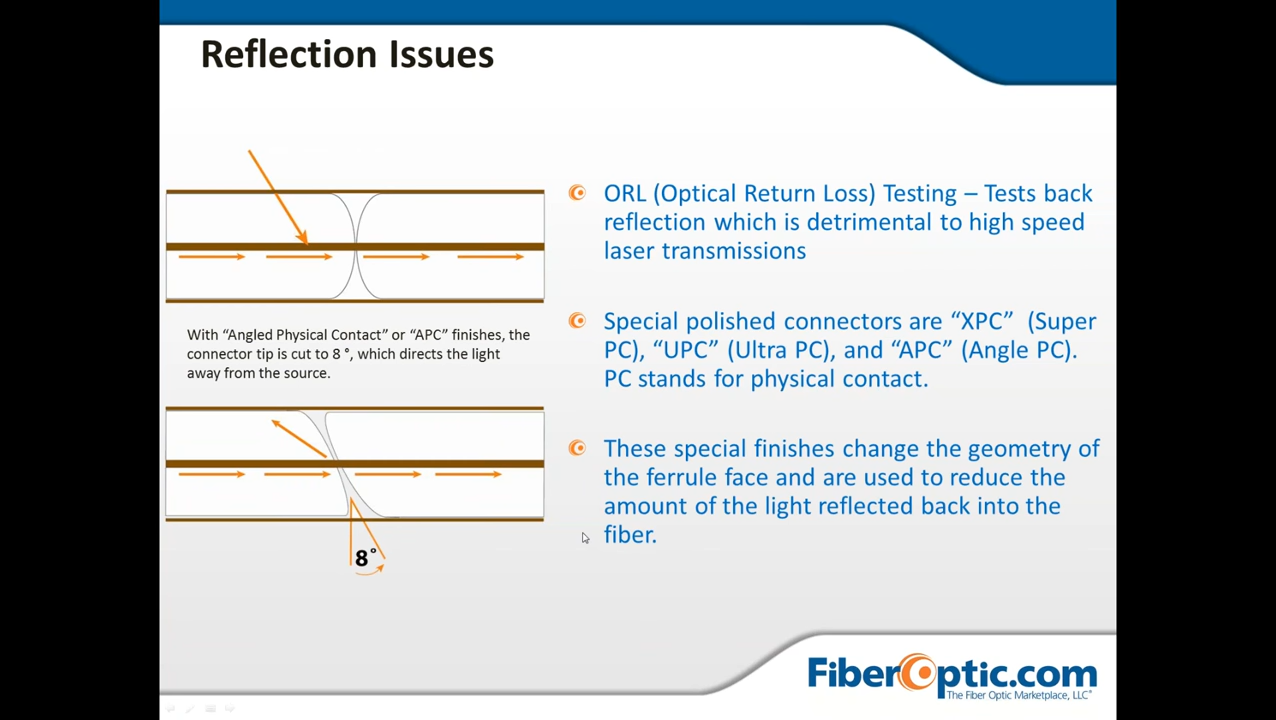 Reflection Issues
ORL (Optical Return Loss) Testing – Tests back
reflection which is detrimental to high speed
laser transmissions
With “Angled Physical Contact” or “APC” finishes, the
connector tip is cut to 8 °, which directs the light
away from the source.
Special polished connectors are “XPC” (Super
PC), “UPC” (Ultra PC), and “APC” (Angle PC).
PC stands for physical contact.
These special finishes change the geometry of
the ferrule face and are used to reduce the
amount of the light reflected back into the
fiber.
8°
FiberOptic.com
The Fiber Optic Marketplace, LLC®